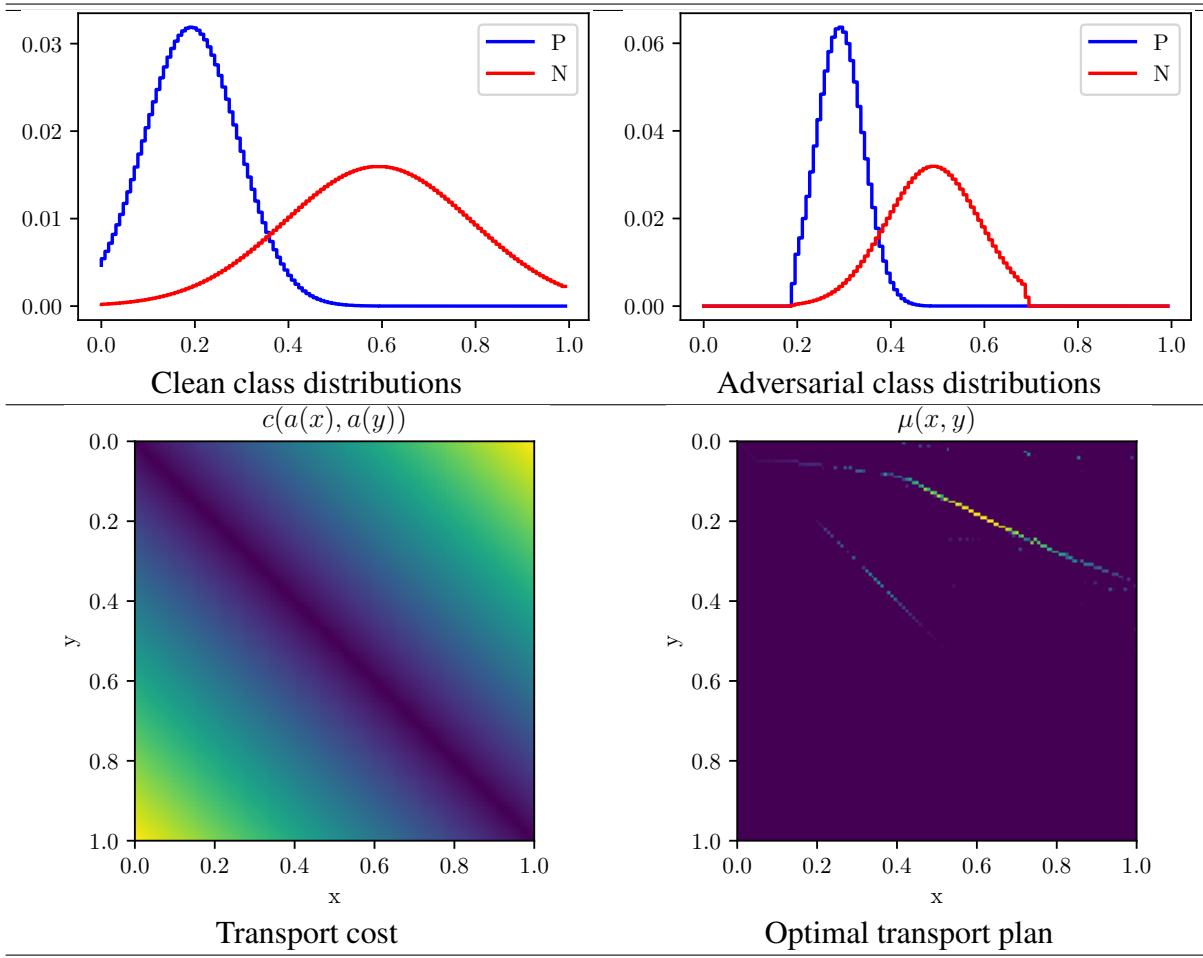 0.03
0.02
0.01
0.00
0.0 0.2 0.4 0.6 0.8 1.0
P
N
Clean class distributions
0.06
0.04
0.02
0.00
0.0 0.2 0.4 0.6 0.8 1.0
P
N
Adversarial class distributions
c(a(x), a(y))
0.0
0.2
0.4
0.6
0.8
1.0
y
0.0 0.2 0.4 0.6 0.8 1.0
x
Transport cost
μ(x, y)
0.0
0.2
0.4
0.6
0.8
1.0
y
0.0 0.2 0.4 0.6 0.8 1.0
x
Optimal transport plan